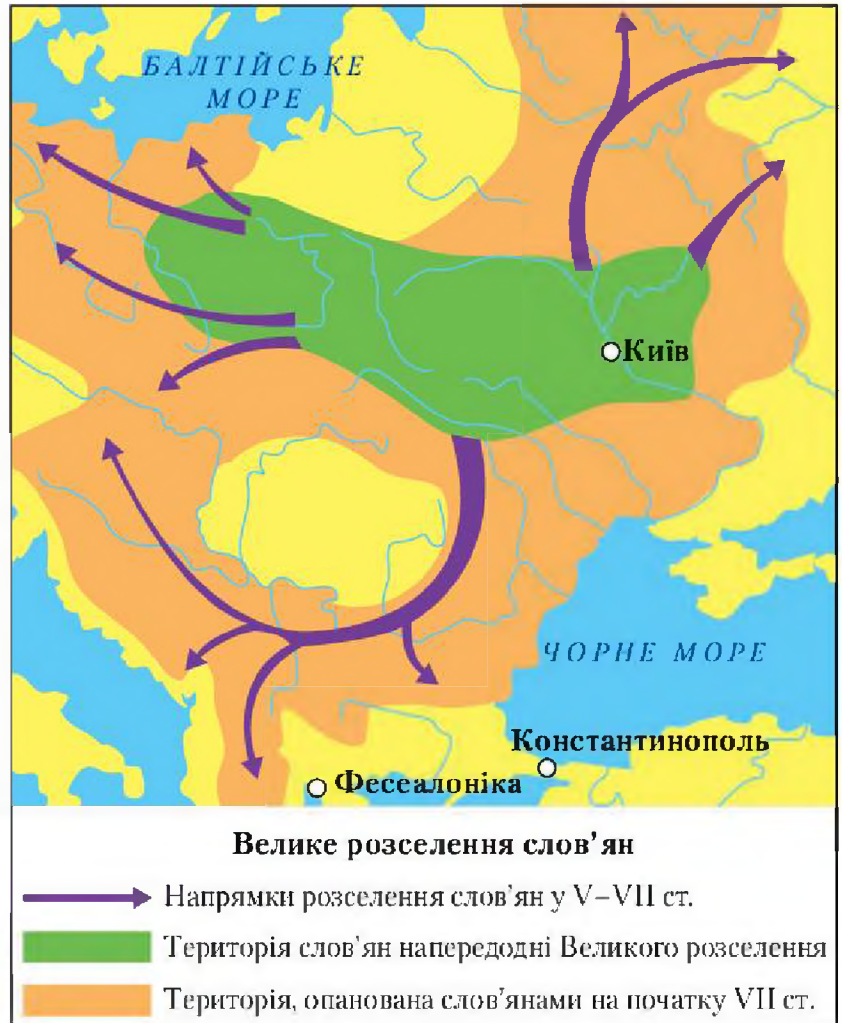 БАЛТІЙСЬКЕ
МОРЕ
Київ
ЧОРНЕ МОРЕ
Константинополь
Фесеалоніка
Велике розселення слов’ян
Напрямки розселення слов’ян у V–VII ст.
Територія слов’ян напередодні Великого розселення
Територія, опанована слов’янами на початку VII ст.